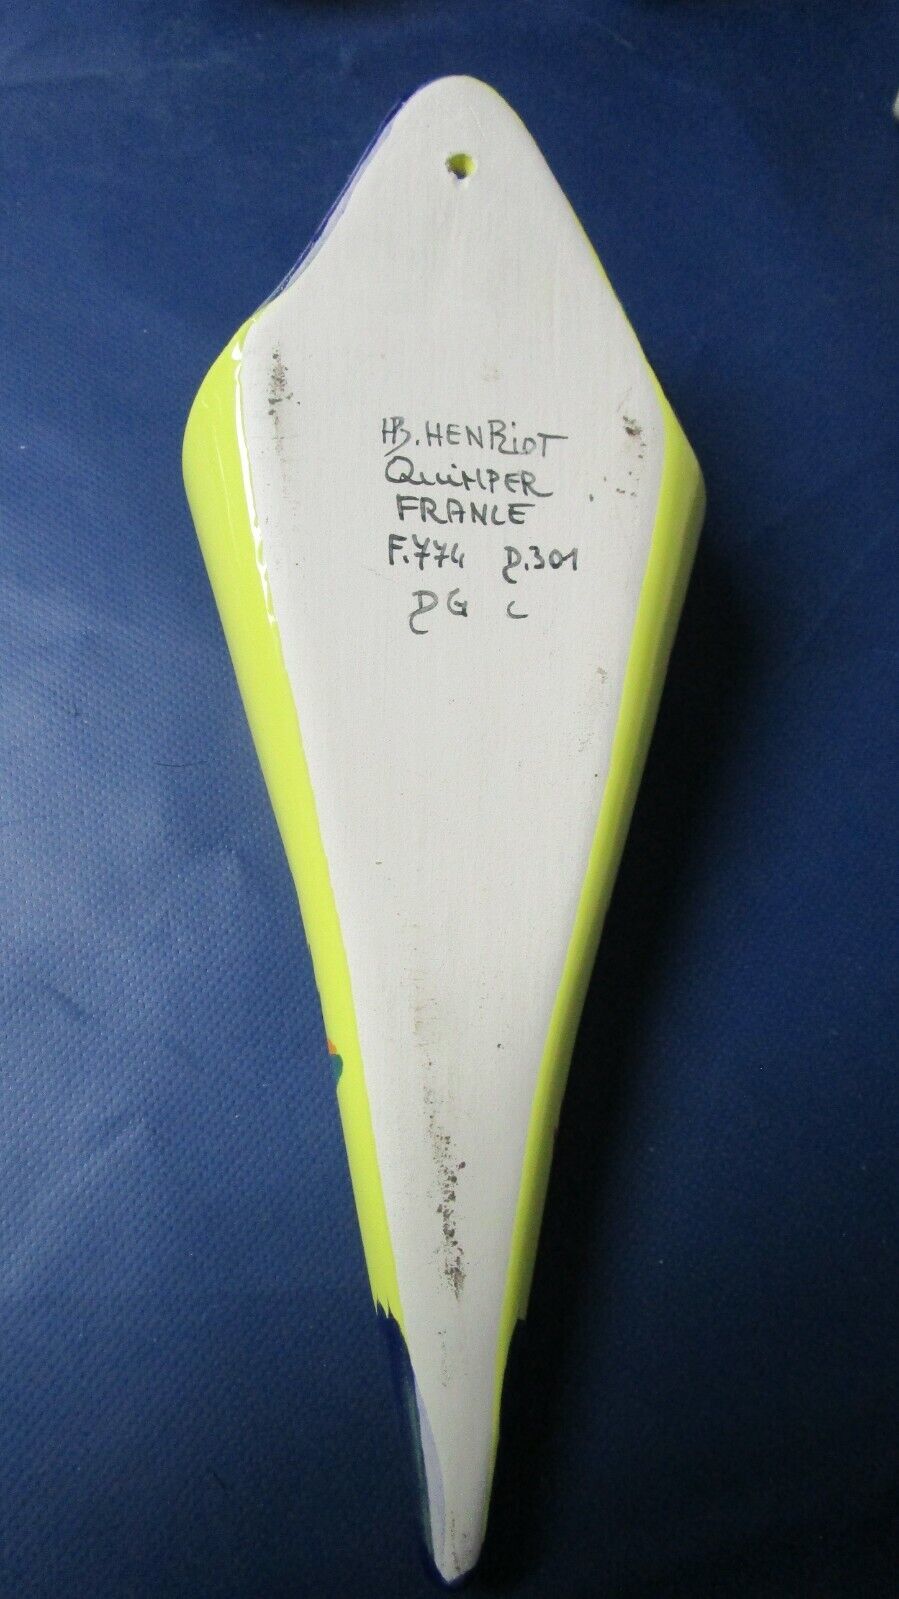 HB.HENRiOT
QuiMPER
FRANCE
F.774 D.301
DG C